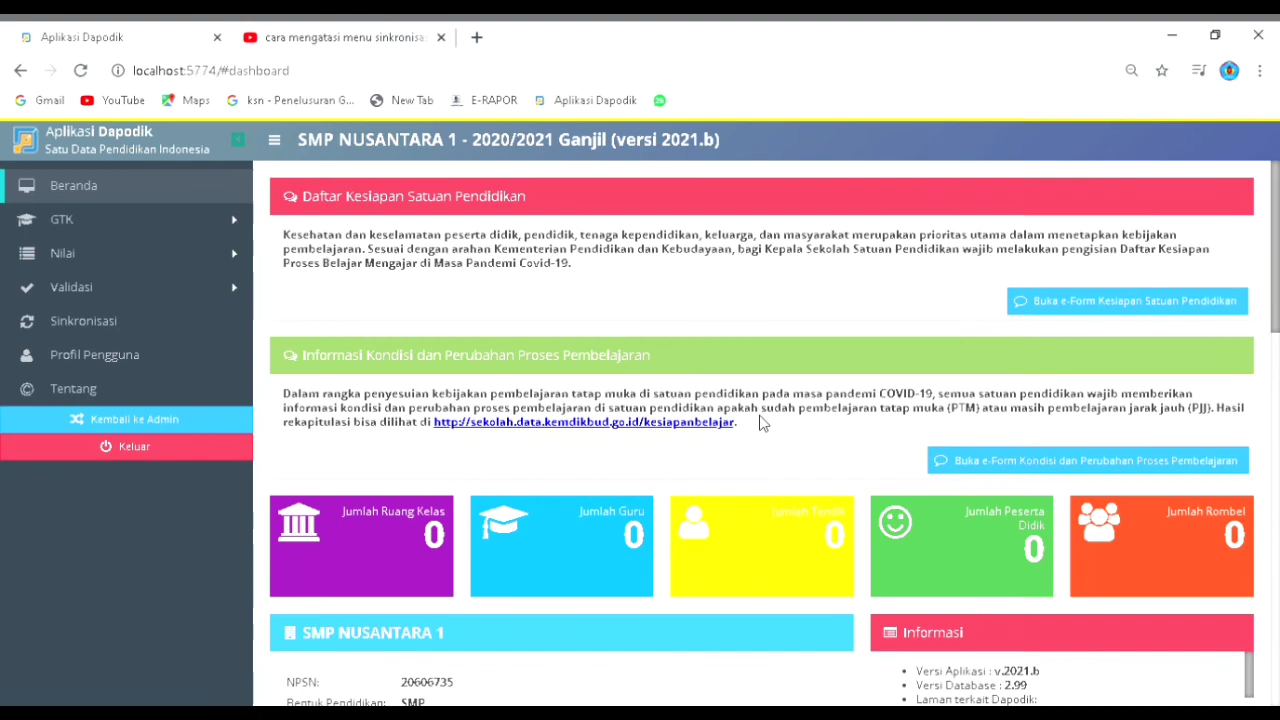 Aplikasi Dapodik
cara mengatasi menu sinkronisa
localhost:5774/#dashboard
Gmail
YouTube
Maps
ksn - Penelusuran G...
New Tab
E-RAPOR
Aplikasi Dapodik
Aplikasi Dapodik
Satu Data Pendidikan Indonesia
SMP NUSANTARA 1 - 2020/2021 Ganjil (versi 2021.b)
Beranda
GTK
Nilai
Validasi
Sinkronisasi
Profil Pengguna
Tentang
Kembali ke Admin
Keluar
Daftar Kesiapan Satuan Pendidikan
Kesehatan dan keselamatan peserta didik, pendidik, tenaga kependidikan, keluarga, dan masyarakat merupakan prioritas utama dalam menetapkan kebijakan
pembelajaran. Sesuai dengan arahan Kementerian Pendidikan dan Kebudayaan, bagi Kepala Sekolah Satuan Pendidikan wajib melakukan pengisian Daftar Kesiapan
Proses Belajar Mengajar di Masa Pandemi Covid-19.
Buka e-Form Kesiapan Satuan Pendidikan
Informasi Kondisi dan Perubahan Proses Pembelajaran
Dalam rangka penyesuian kebijakan pembelajaran tatap muka di satuan pendidikan pada masa pandemi COVID-19, semua satuan pendidikan wajib memberikan
informasi kondisi dan perubahan proses pembelajaran di satuan pendidikan apakah sudah pembelajaran tatap muka (PTM) atau masih pembelajaran jarak jauh (PJJ). Hasil
rekapitulasi bisa dilihat di http://sekolah.data.kemdikbud.go.id/kesiapanbelajar.
Buka e-Form Kondisi dan Perubahan Proses Pembelajaran
Jumlah Ruang Kelas
0
Jumlah Guru
0
Jumlah Tendik
0
Jumlah Peserta
Didik
0
Jumlah Rombel
0
SMP NUSANTARA 1
NPSN: 20606735
Bentuk Pendidikan: SMP
Informasi
Versi Aplikasi : v.2021.b
Versi Database : 2.99
Laman terkait Dapodik: